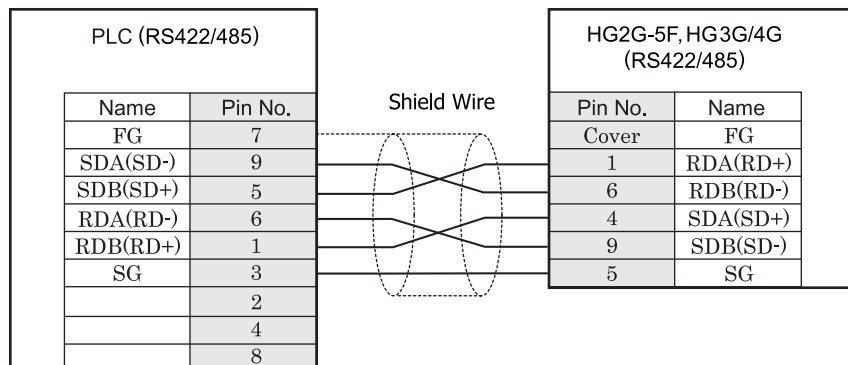 PLC (RS422/485)
HG2G-5F, HG3G/4G
(RS422/485)
Shield Wire
Name Pin No.
FG 7
SDA(SD-) 9
SDB(SD+) 5
RDA(RD-) 6
RDB(RD+) 1
SG 3
2
4
8
Pin No. Name
Cover FG
1 RDA(RD+)
6 RDB(RD-)
4 SDA(SD+)
9 SDB(SD-)
5 SG